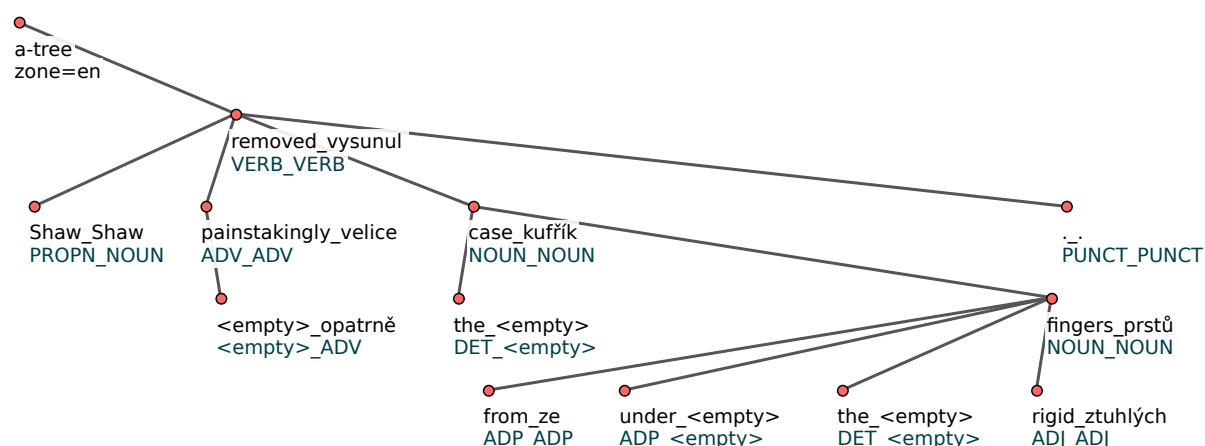 a-tree
zone=en
removed_vysunul
VERB_VERB
Shaw_Shaw
PROPN_NOUN
painstakingly_velice
ADV_ADV
case_kufřík
NOUN_NOUN
._.
PUNCT_PUNCT
<empty>_opatrně
<empty>_ADV
the_<empty>
DET_<empty>
fingers_prstů
NOUN_NOUN
from_ze
ADP_ADP
under_<empty>
ADP_<empty>
the_<empty>
DET_<empty>
rigid_ztuhlých
ADJ_ADJ